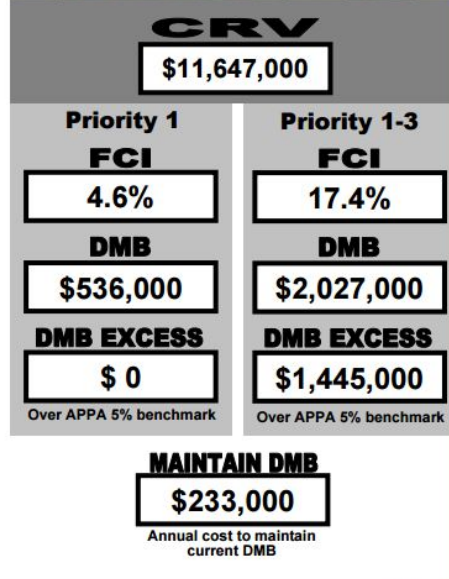 CRV
$11,647,000
Priority 1
FCI
4.6%
DMB
$536,000
DMB EXCESS
$ 0
Over APPA 5% benchmark
Priority 1-3
FCI
17.4%
DMB
$2,027,000
DMB EXCESS
$1,445,000
Over APPA 5% benchmark
MAINTAIN DMB
$233,000
Annual cost to maintain
current DMB